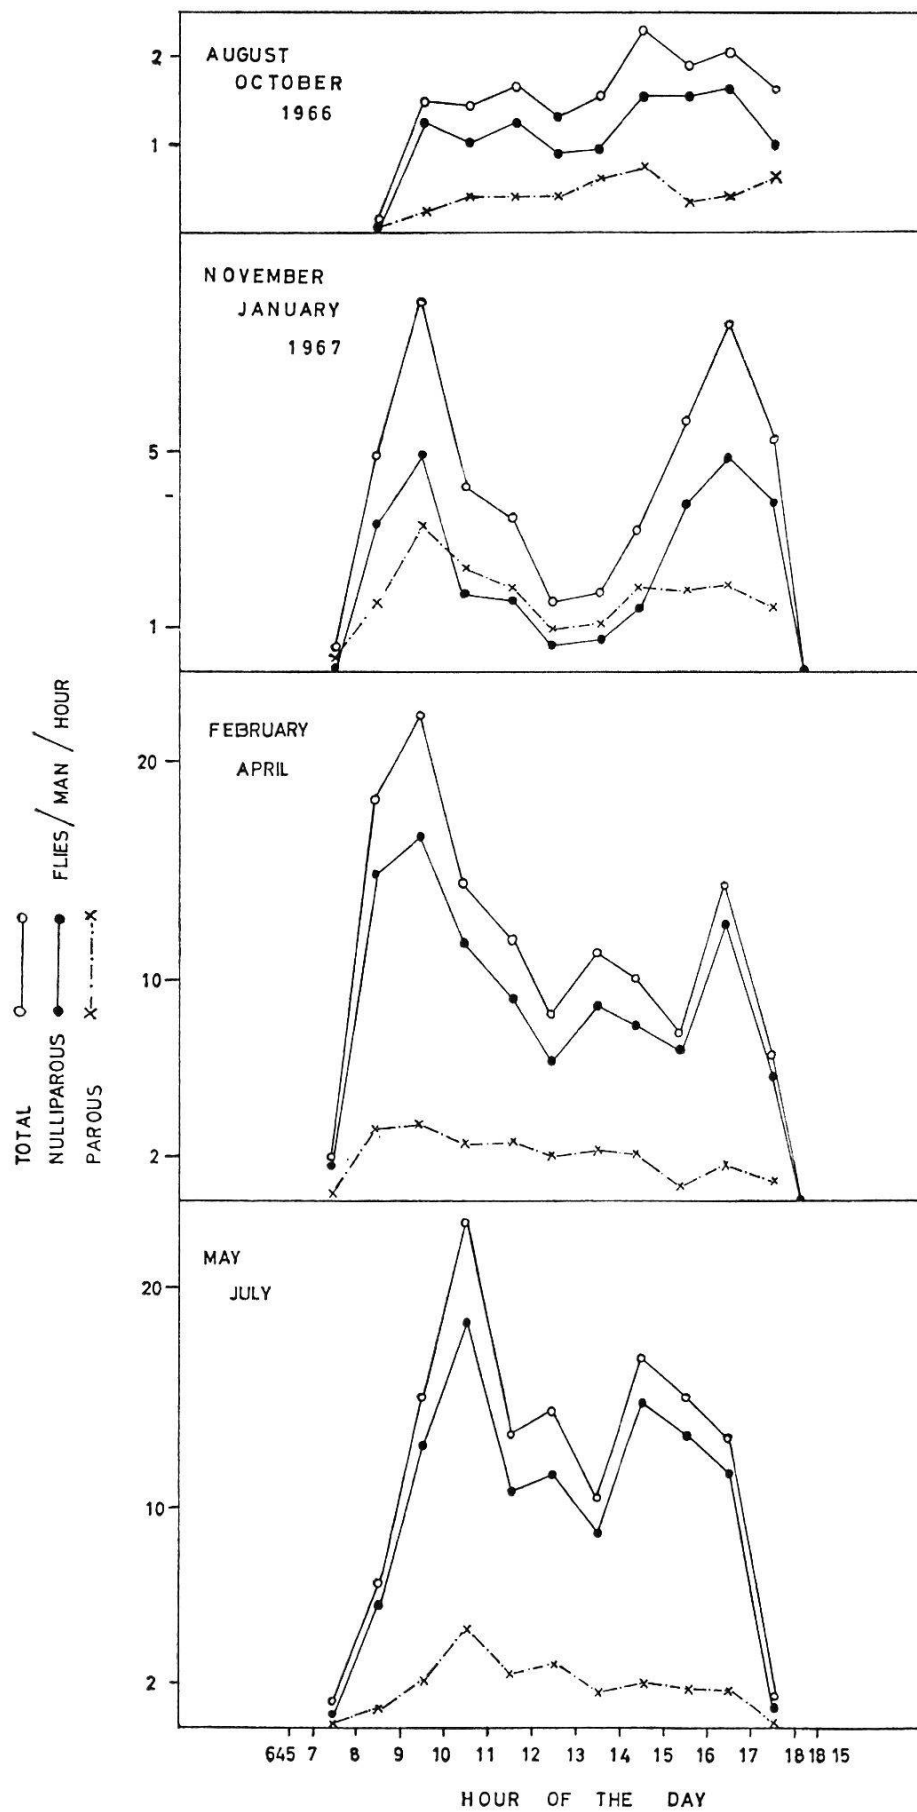 2
1
AUGUST
OCTOBER
1966
NOVEMBER
JANUARY
1967
5
1
FEBRUARY
APRIL
20
10
2
MAY
JULY
20
10
2
TOTAL
NULLIPAROUS
PAROUS
FLIES / MAN / HOUR
645 7 8 9 10 11 12 13 14 15 16 17 18 18 15
HOUR OF THE DAY